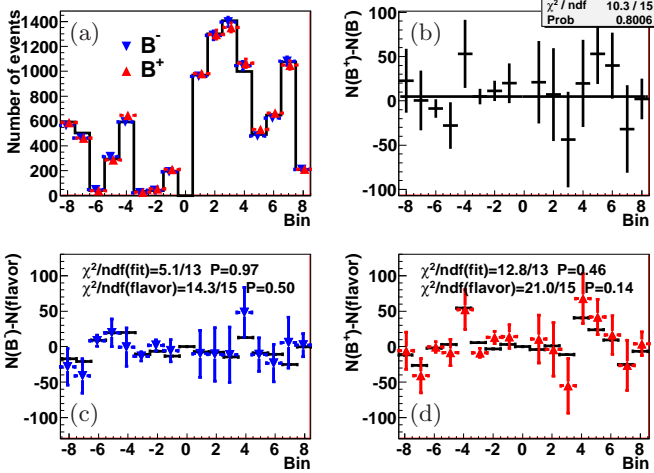 (a)
B-
B+
Number of events
1400
1200
1000
800
600
400
200
0
-8 -6 -4 -2 0 2 4 6 8
Bin
(b)
χ² / ndf 10.3 / 15
Prob 0.8006
N(B⁺)-N(B⁻)
100
50
0
-50
-100
-8 -6 -4 -2 0 2 4 6 8
Bin
χ²/ndf(fit)=5.1/13 P=0.97
χ²/ndf(flavor)=14.3/15 P=0.50
N(B⁻)-N(flavor)
100
50
0
-50
-100
(c)
-8 -6 -4 -2 0 2 4 6 8
Bin
χ²/ndf(fit)=12.8/13 P=0.46
χ²/ndf(flavor)=21.0/15 P=0.14
N(B⁺)-N(flavor)
100
50
0
-50
-100
(d)
-8 -6 -4 -2 0 2 4 6 8
Bin